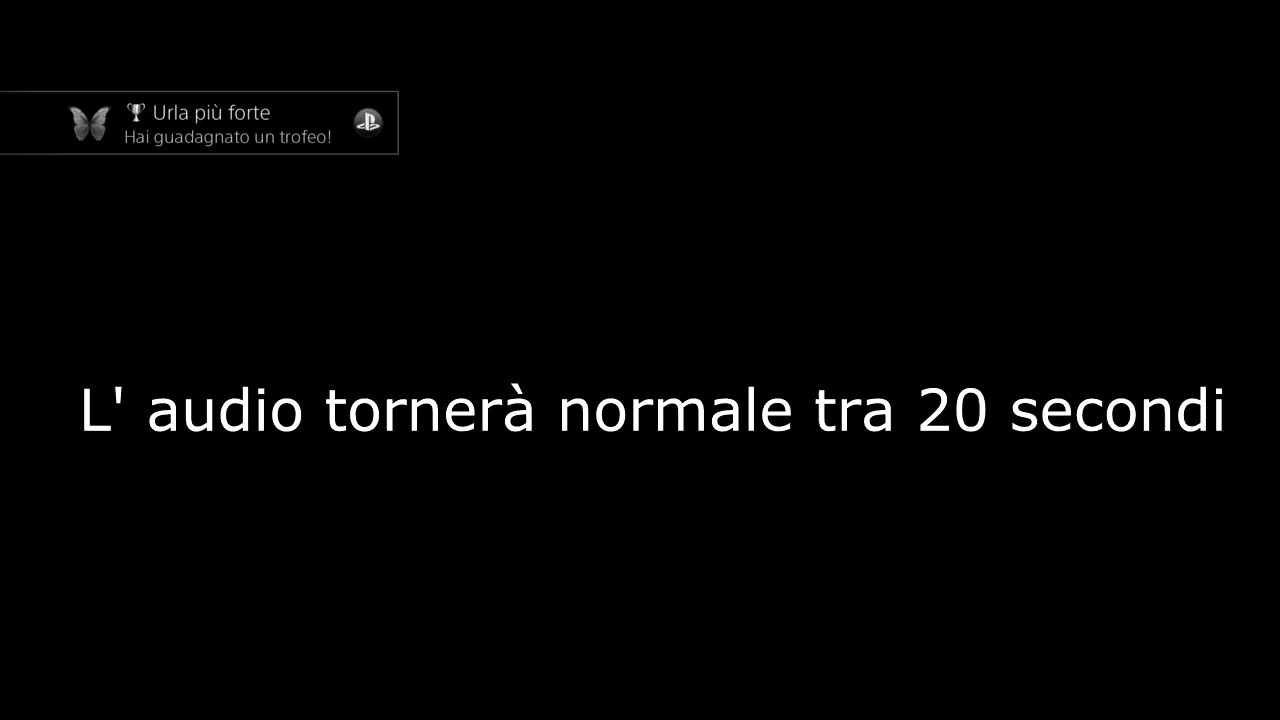 Urla più forte
Hai guadagnato un trofeo!
L' audio tornerà normale tra 20 secondi